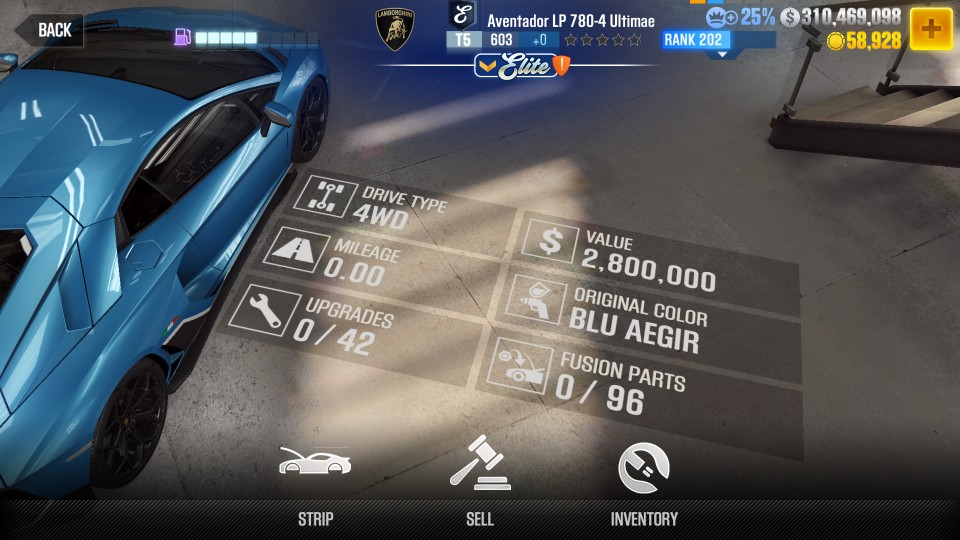 BACK
LAMBORGHINI
Aventador LP 780-4 Ultimae
T5 603 +0
Elite
RANK 202
25% $ 310,469,098
58,928
DRIVE TYPE
4WD
MILEAGE
0.00
UPGRADES
0 / 42
VALUE
2,800,000
ORIGINAL COLOR
BLU AEGIR
FUSION PARTS
0 / 96
STRIP
SELL
INVENTORY